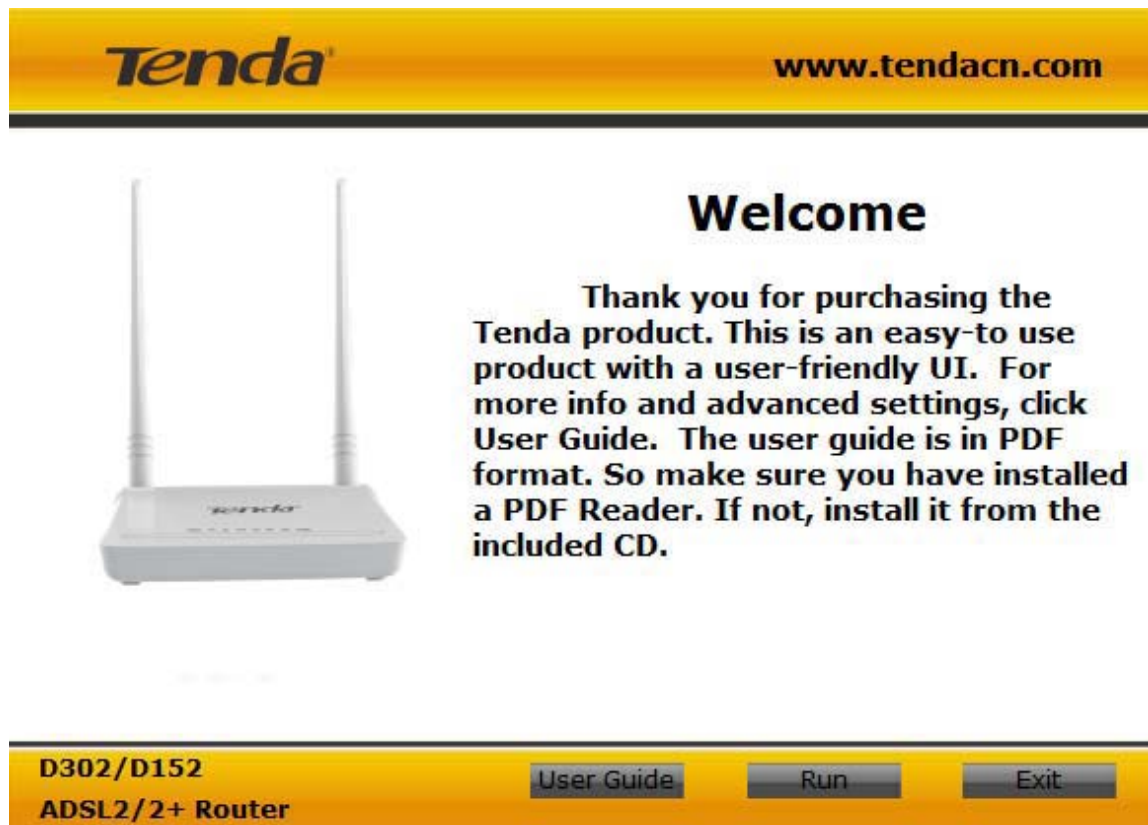 Tenda
www.tendacn.com
Welcome
Thank you for purchasing the
Tenda product. This is an easy-to use
product with a user-friendly UI. For
more info and advanced settings, click
User Guide. The user guide is in PDF
format. So make sure you have installed
a PDF Reader. If not, install it from the
included CD.
Tenda
D302/D152
ADSL2/2+ Router
User Guide
Run
Exit